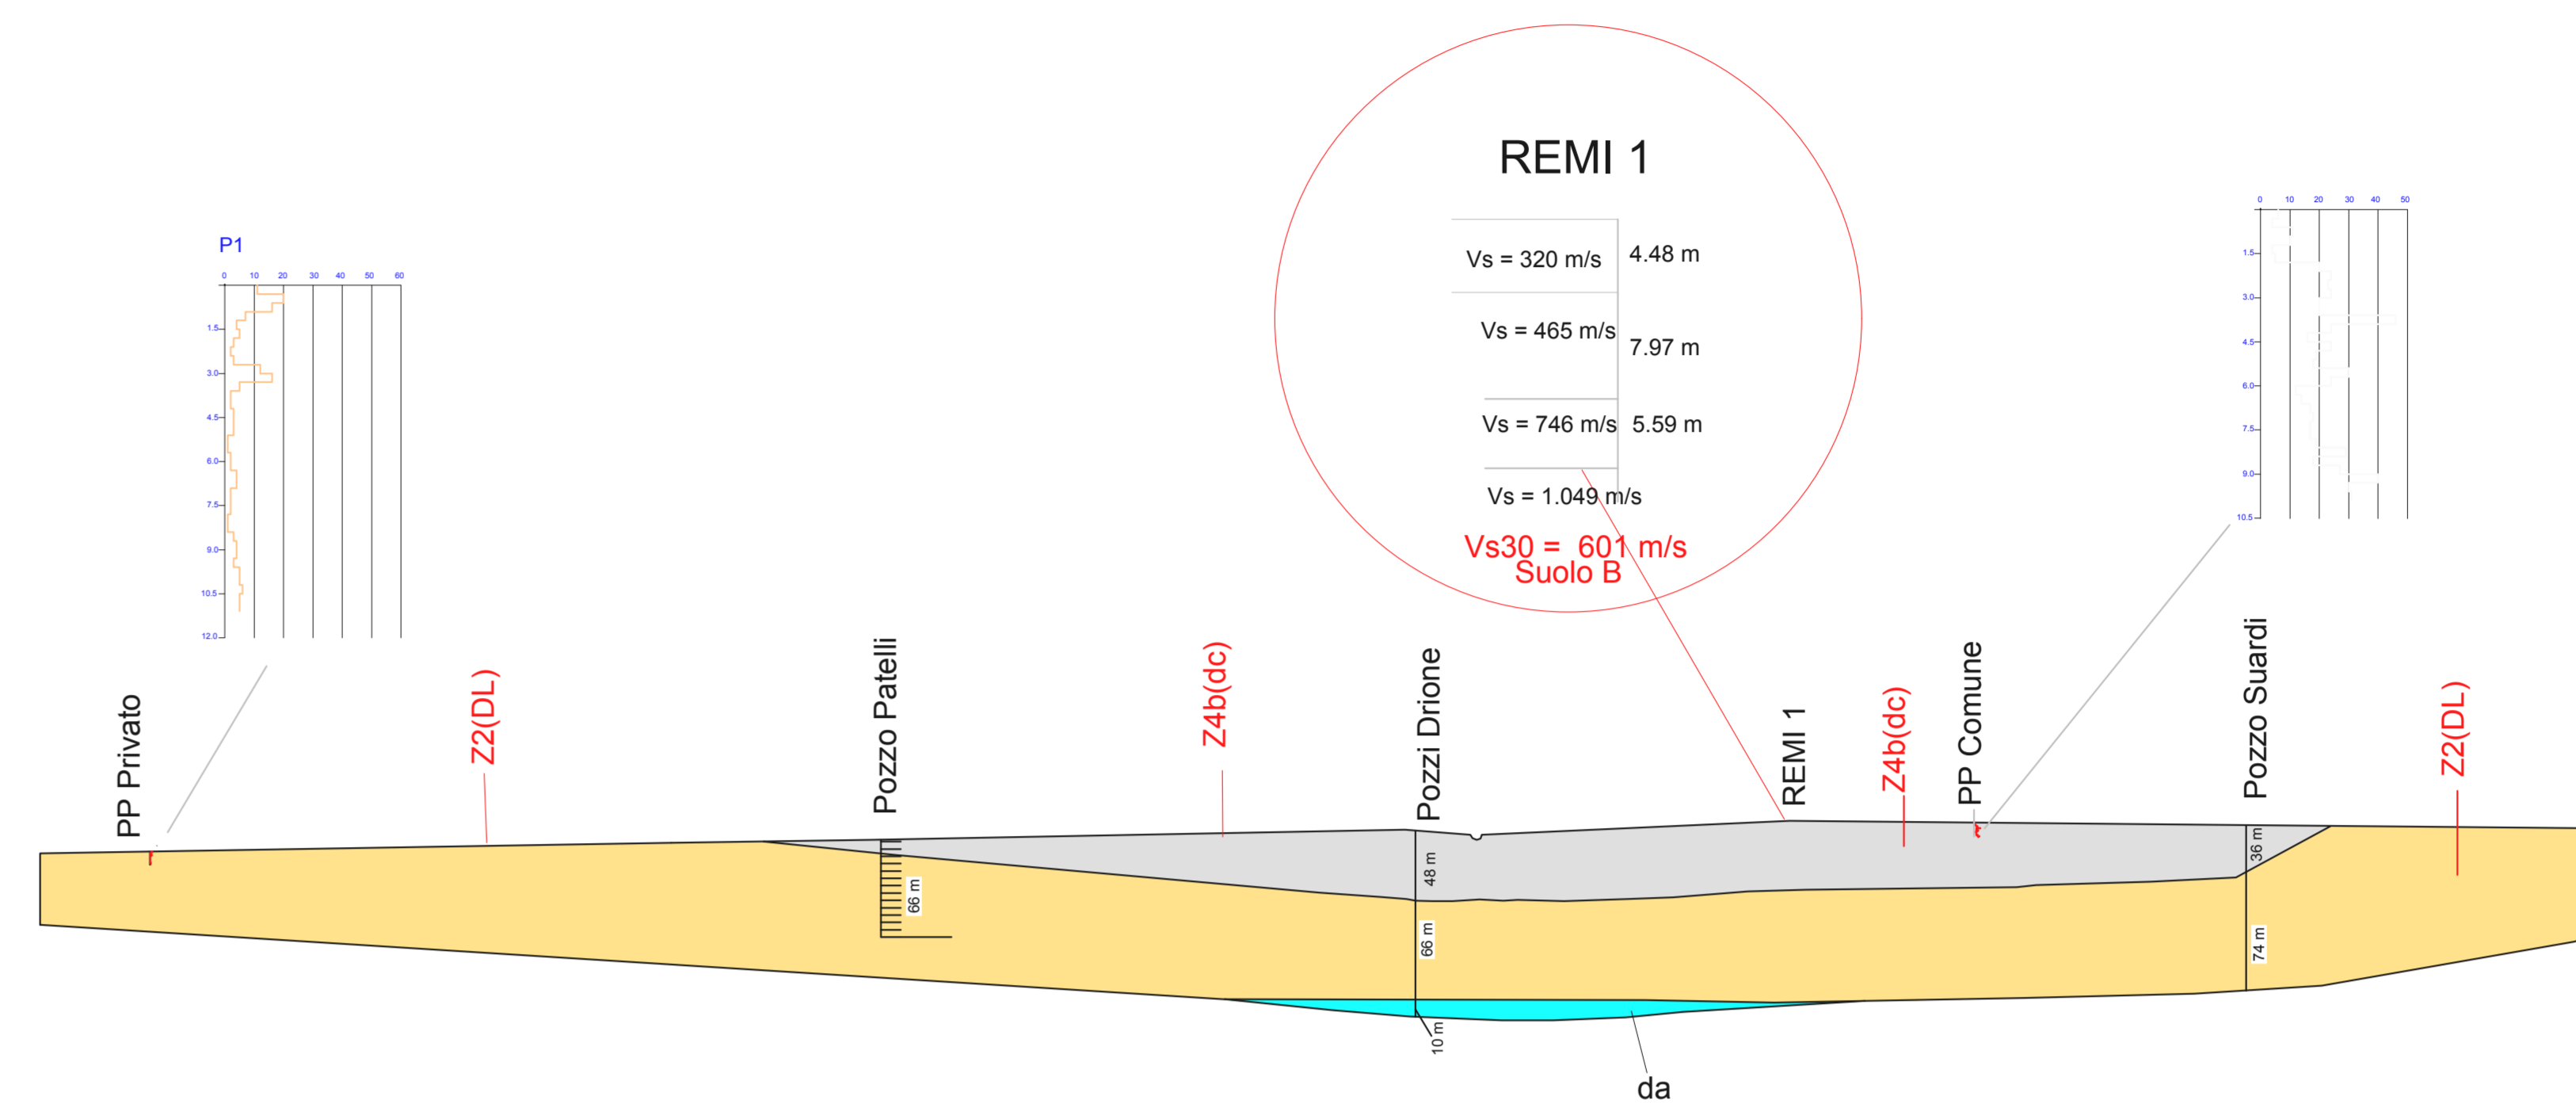 REMI 1
Vs = 320 m/s
4.48 m
Vs = 465 m/s
7.97 m
Vs = 746 m/s
5.59 m
Vs = 1.049 m/s
Vs30 = 601 m/s
Suolo B
P1
0 10 20 30 40 50 60
1.5
3.0
4.5
6.0
7.5
9.0
10.5
12.0
0 10 20 30 40 50
1.5
3.0
4.5
6.0
7.5
9.0
10.5
PP Privato
Z2(DL)
Pozzo Patelli
Z4b(dc)
Pozzi Drione
REMI 1
Z4b(dc)
PP Comune
Pozzo Suardi
Z2(DL)
66 m
48 m
66 m
10 m
36 m
74 m
da